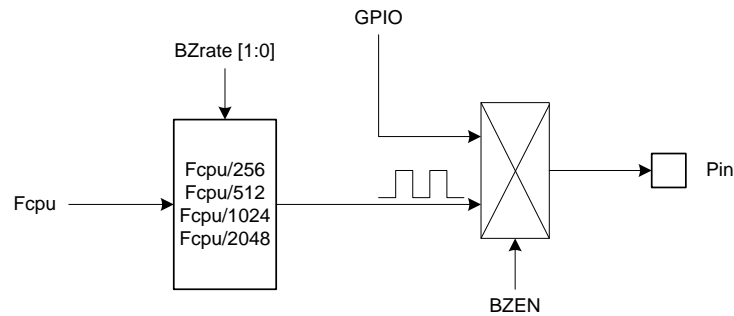 GPIO
BZrate [1:0]
Fcpu/256
Fcpu/512
Fcpu/1024
Fcpu/2048
Fcpu
Pin
BZEN